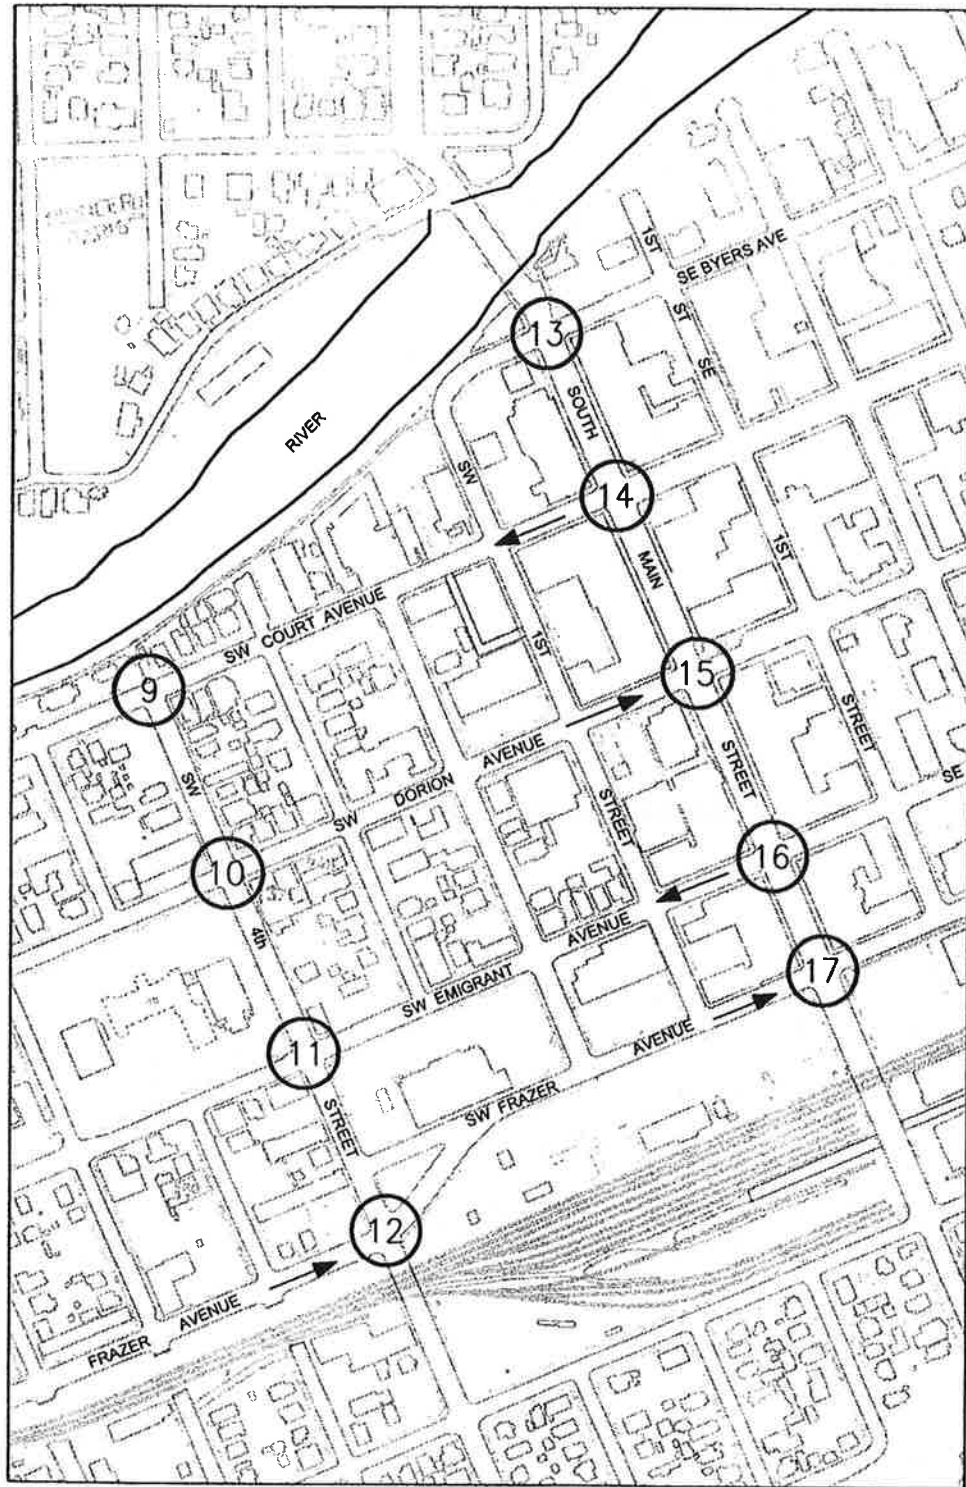 1ST
SE BYERS AVE
13
ST
SOUTH
SE
RIVER
SW
14
MAIN
1ST
SW COURT AVENUE
1ST
9
15
STREET
SW
SW DORION AVENUE
STREET
STREET
SE
10
16
4th
AVENUE
SW EMIGRANT
17
11
AVENUE
STREET
SW FRAZER
12
AVENUE
FRAZER